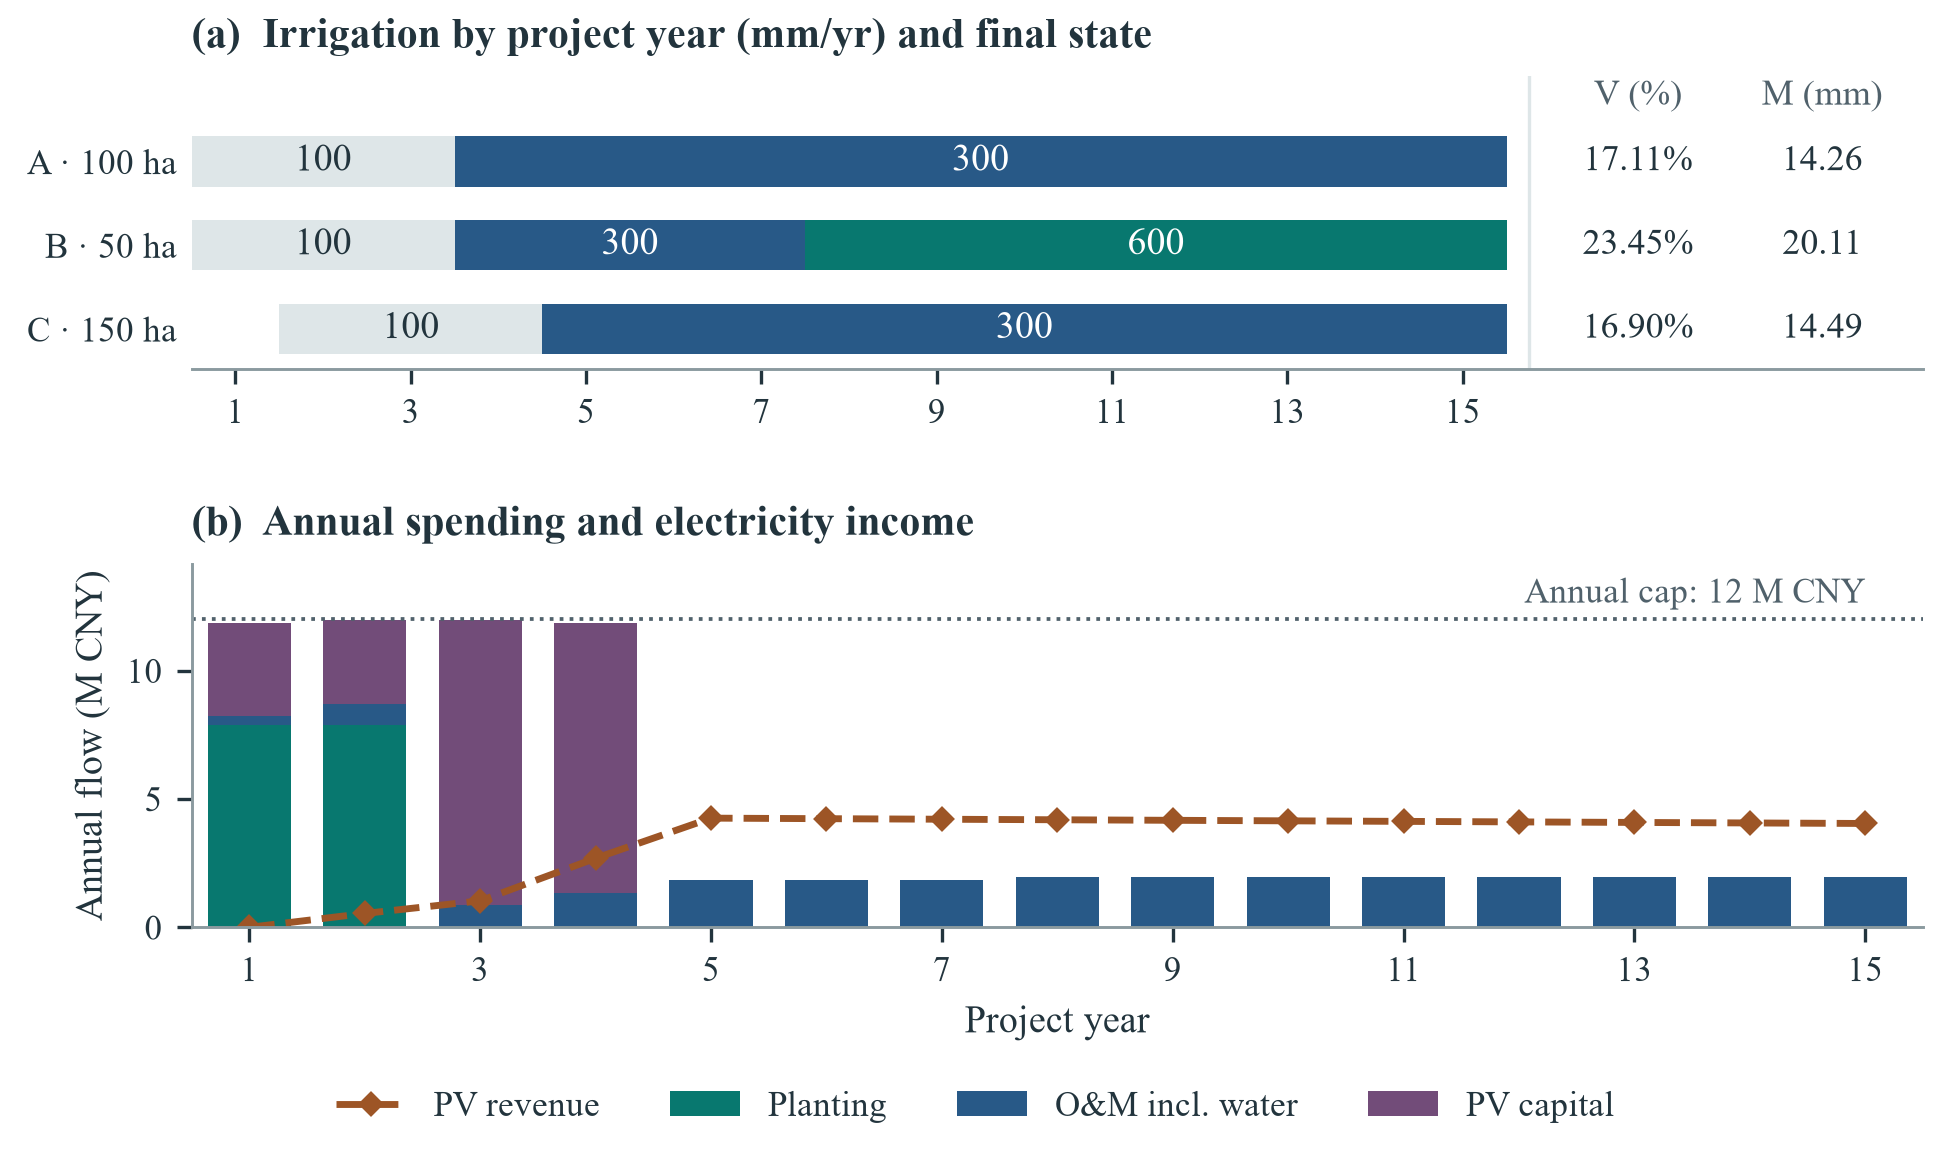 (a) Irrigation by project year (mm/yr) and final state
V (%) M (mm)
A · 100 ha 100 300 17.11% 14.26
B · 50 ha 100 300 600 23.45% 20.11
C · 150 ha 100 300 16.90% 14.49
1 3 5 7 9 11 13 15
(b) Annual spending and electricity income
Annual flow (M CNY)
Annual cap: 12 M CNY
10
5
0
1 3 5 7 9 11 13 15
Project year
PV revenue Planting O&M incl. water PV capital